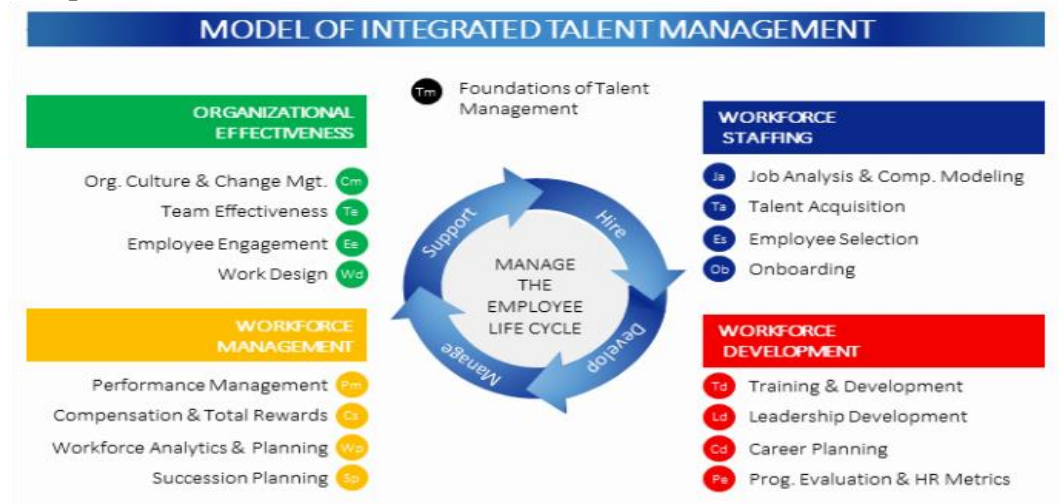 MODEL OF INTEGRATED TALENT MANAGEMENT
Tm Foundations of Talent
Management
ORGANIZATIONAL
EFFECTIVENESS
Org. Culture & Change Mgt. Cm
Team Effectiveness Te
Employee Engagement Ee
Work Design Wd
WORKFORCE
STAFFING
Ja Job Analysis & Comp. Modeling
Ta Talent Acquisition
Es Employee Selection
Ob Onboarding
Support
Hire
Develop
Manage
MANAGE
THE
EMPLOYEE
LIFE CYCLE
WORKFORCE
MANAGEMENT
Performance Management Pm
Compensation & Total Rewards
Workforce Analytics & Planning Wp
Succession Planning Sp
WORKFORCE
DEVELOPMENT
Td Training & Development
Ld Leadership Development
Cd Career Planning
Pe Prog. Evaluation & HR Metrics